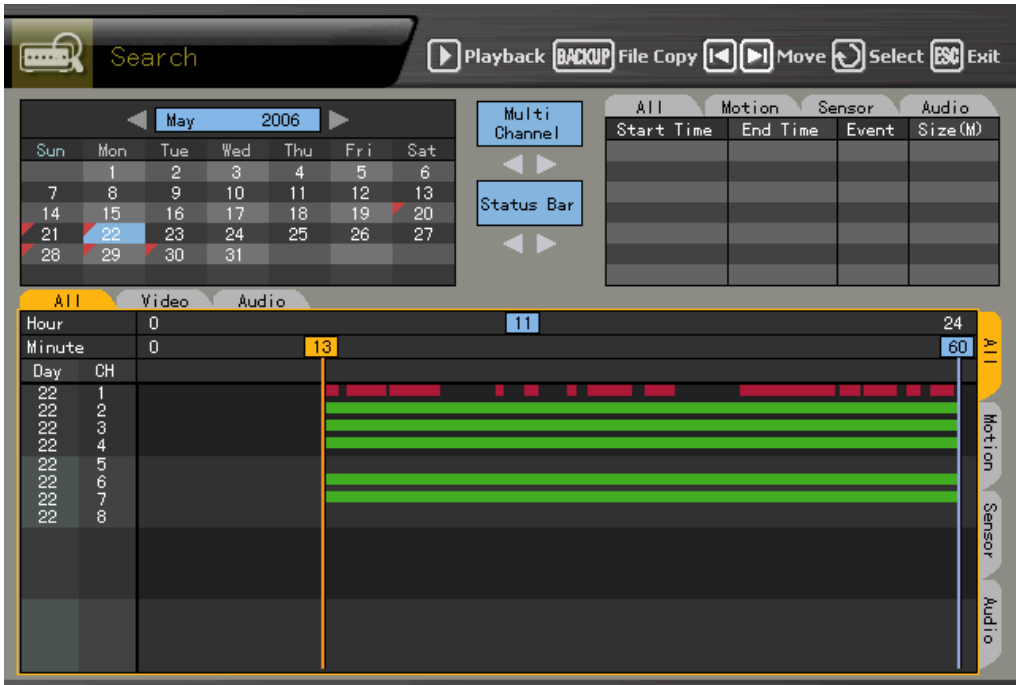 Search
Playback BACKUP File Copy Move Select ESC Exit
May 2006
Sun Mon Tue Wed Thu Fri Sat
1 2 3 4 5 6
7 8 9 10 11 12 13
14 15 16 17 18 19 20
21 22 23 24 25 26 27
28 29 30 31
Multi
Channel
Status Bar
All Motion Sensor Audio
Start Time End Time Event Size(M)
All Video Audio
Hour 0 11 24
Minute 0 13 60
Day CH
22 1
22 2
22 3
22 4
22 5
22 6
22 7
22 8
All
Motion
Sensor
Audio